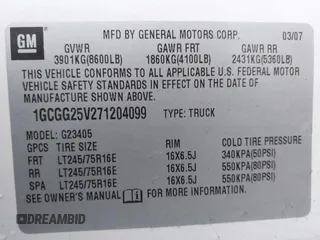 GM
MFD BY GENERAL MOTORS CORP. 03/07
GVWR GAWR FRT GAWR RR
3901KG(8600LB) 1860KG(4100LB) 2431KG(5360LB)
THIS VEHICLE CONFORMS TO ALL APPLICABLE U.S. FEDERAL MOTOR
VEHICLE SAFETY STANDARDS IN EFFECT ON THE DATE OF
MANUFACTURE SHOWN ABOVE.
1GCGG25V271204099 TYPE: TRUCK
MODEL: G23405
GPCS TIRE SIZE RIM COLD TIRE PRESSURE
FRT LT245/75R16E 16X6.5J 340KPA(50PSI)
RR LT245/75R16E 16X6.5J 550KPA(80PSI)
SPA LT245/75R16E 16X6.5J 550KPA(80PSI)
SEE OWNER'S MANUAL FOR MORE INFORMATION.
DREAMBID